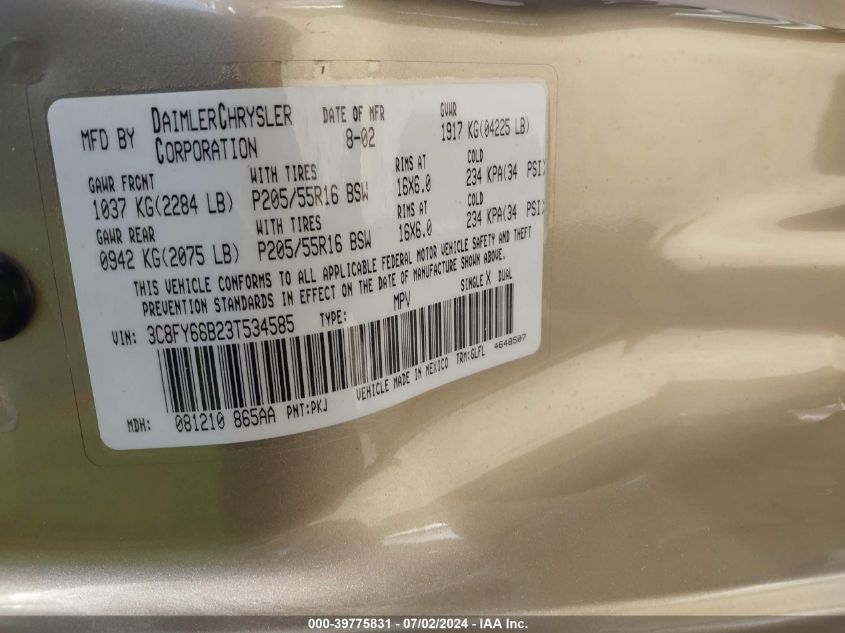 MFD BY DAIMLERCHRYSLER CORPORATION DATE OF MFR 8-02 GVWR 1917 KG(04225 LB)
GAWR FRONT WITH TIRES RIMS AT COLD
1037 KG(2284 LB) P205/55R16 BSW 16X6.0 234 KPA(34 PSI)
GAWR REAR WITH TIRES RIMS AT COLD
0942 KG(2075 LB) P205/55R16 BSW 16X6.0 234 KPA(34 PSI)
THIS VEHICLE CONFORMS TO ALL APPLICABLE FEDERAL MOTOR VEHICLE SAFETY AND THEFT
PREVENTION STANDARDS IN EFFECT ON THE DATE OF MANUFACTURE SHOWN ABOVE.
VIN: 3C8FY68B23T534585 TYPE: MPV SINGLE X DUAL
VEHICLE MADE IN MEXICO TRM:GLFL 4648507
MDH: 081210 865AA PNT:PKJ
000-39775831 - 07/02/2024 - IAA Inc.